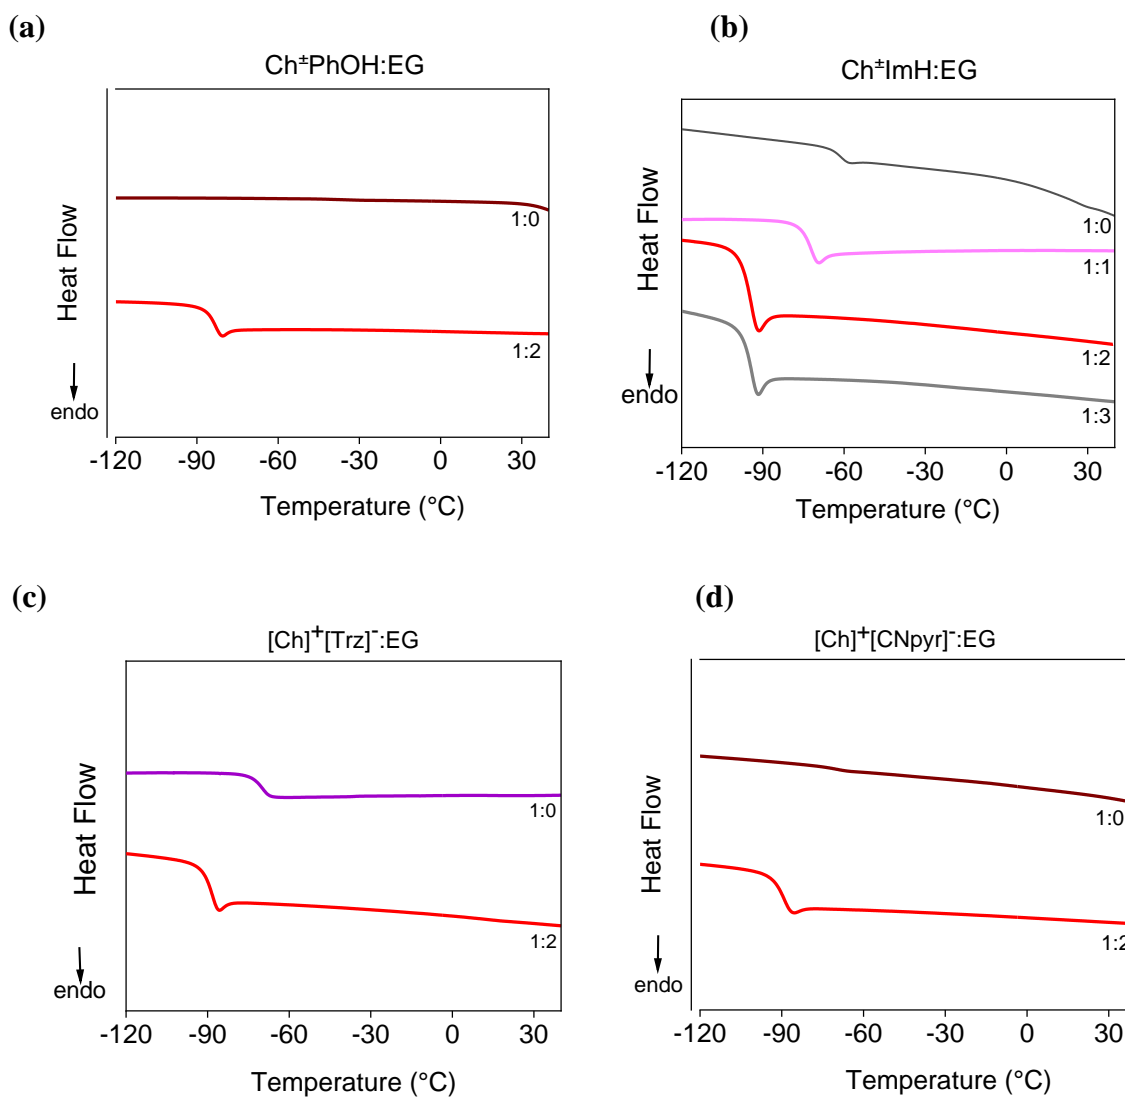 (a)
Ch±PhOH:EG
Heat Flow
endo
1:0
1:2
-120 -90 -60 -30 0 30
Temperature (°C)
(b)
Ch±ImH:EG
Heat Flow
endo
1:0
1:1
1:2
1:3
-120 -90 -60 -30 0 30
Temperature (°C)
(c)
[Ch]+[Trz]-:EG
Heat Flow
endo
1:0
1:2
-120 -90 -60 -30 0 30
Temperature (°C)
(d)
[Ch]+[CNpyr]-:EG
Heat Flow
endo
1:0
1:2
-120 -90 -60 -30 0 30
Temperature (°C)